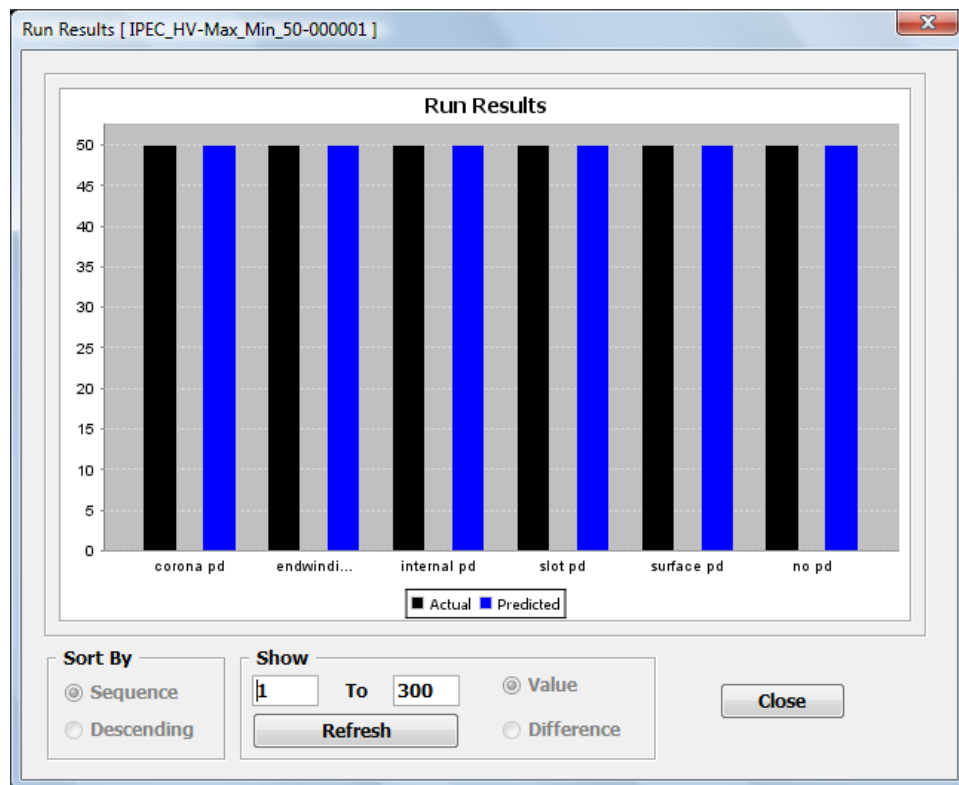 Run Results [ IPEC_HV-Max_Min_50-000001 ]
X
Run Results
50
45
40
35
30
25
20
15
10
5
0
corona pd endwindi... internal pd slot pd surface pd no pd
Actual Predicted
Sort By
Sequence
Descending
Show
1 To 300
Refresh
Value
Difference
Close